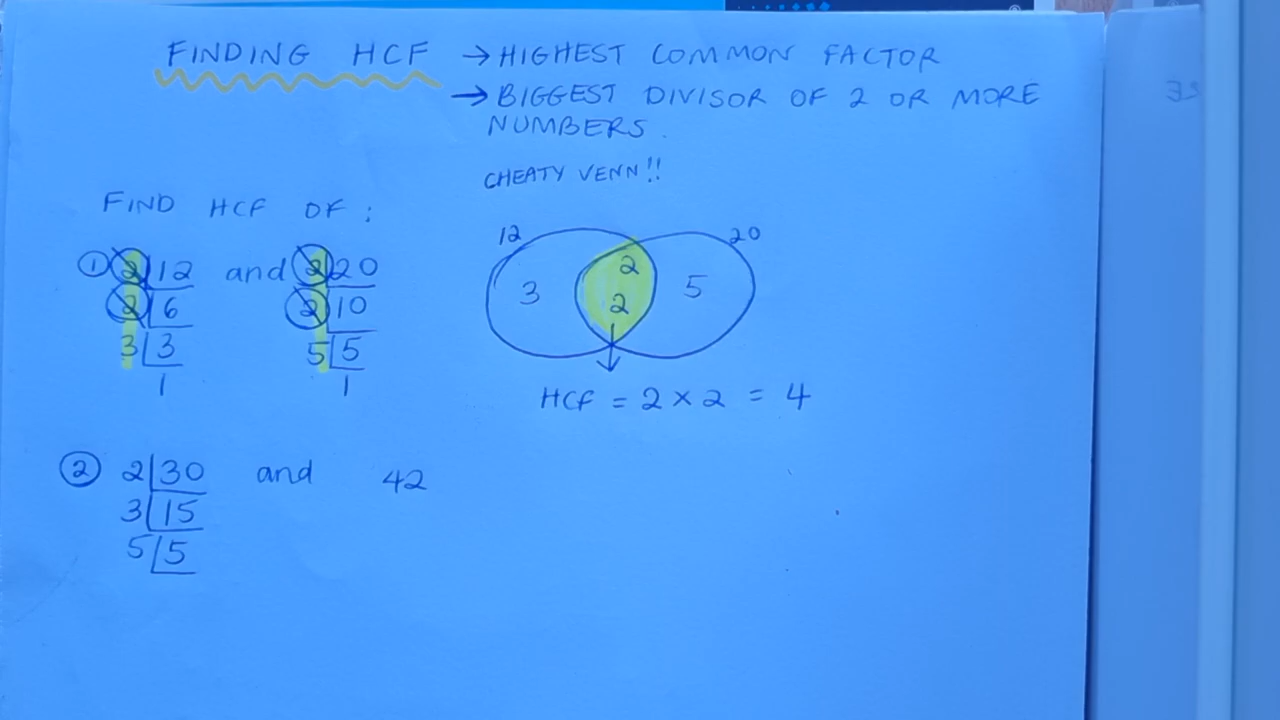 FINDING HCF → HIGHEST COMMON FACTOR
→ BIGGEST DIVISOR OF 2 OR MORE
NUMBERS.
CHEATY VENN!!
FIND HCF OF:
① 2 12 and 2 20
2 6 2 10
3 3 5 5
1 1
12 20
3 2 5
2
HCF = 2 × 2 = 4
② 2 30 and 42
3 15
5 5